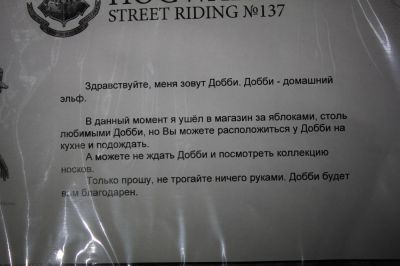 HOGWARTS
STREET RIDING №137
Здравствуйте, меня зовут Добби. Добби - домашний
эльф.
В данный момент я ушёл в магазин за яблоками, столь
любимыми Добби, но Вы можете расположиться у Добби на
кухне и подождать.
А можете не ждать Добби и посмотреть коллекцию
носков.
Только прошу, не трогайте ничего руками. Добби будет
вам благодарен.